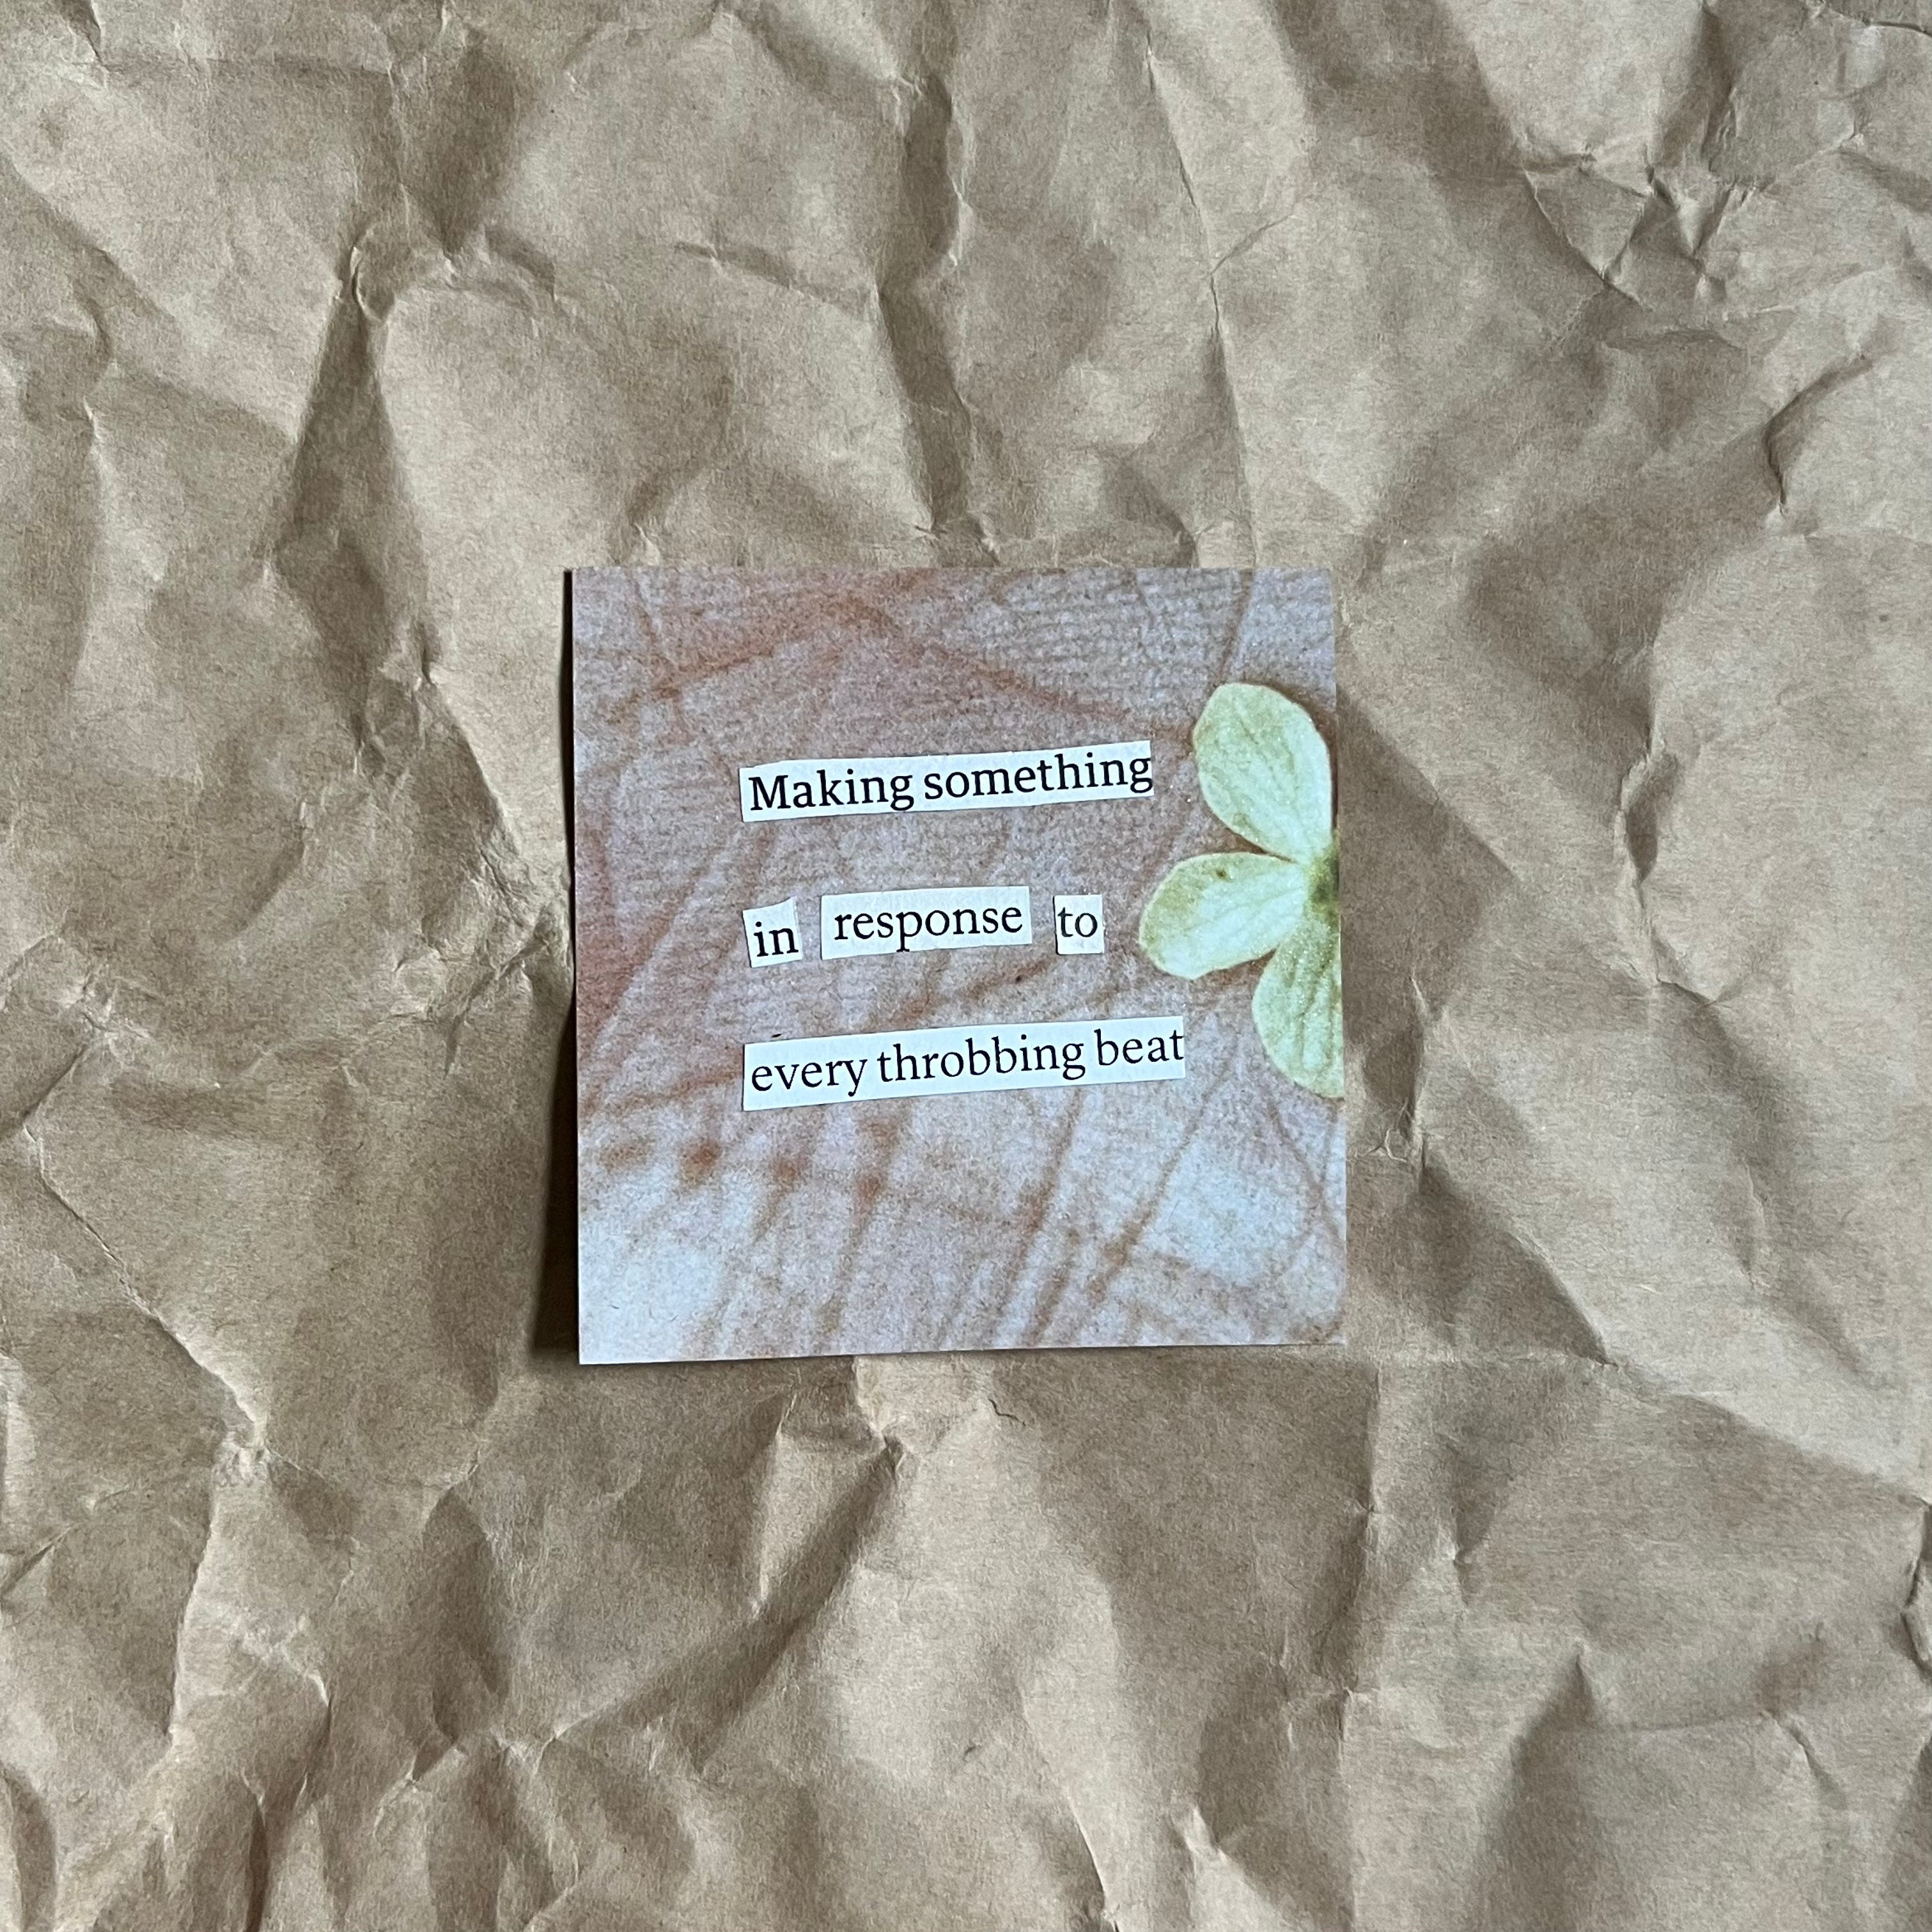 Making something
in response to
every throbbing beat